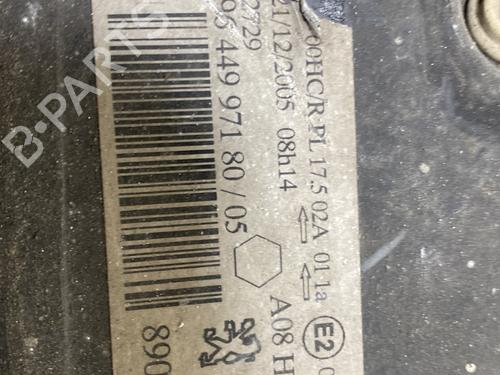 00HC/R PL 17.5 02A 01 1a
21/12/2005 08h14
2729
96 449 971 80 / 05
A08 H
E2
890
B-PARTS